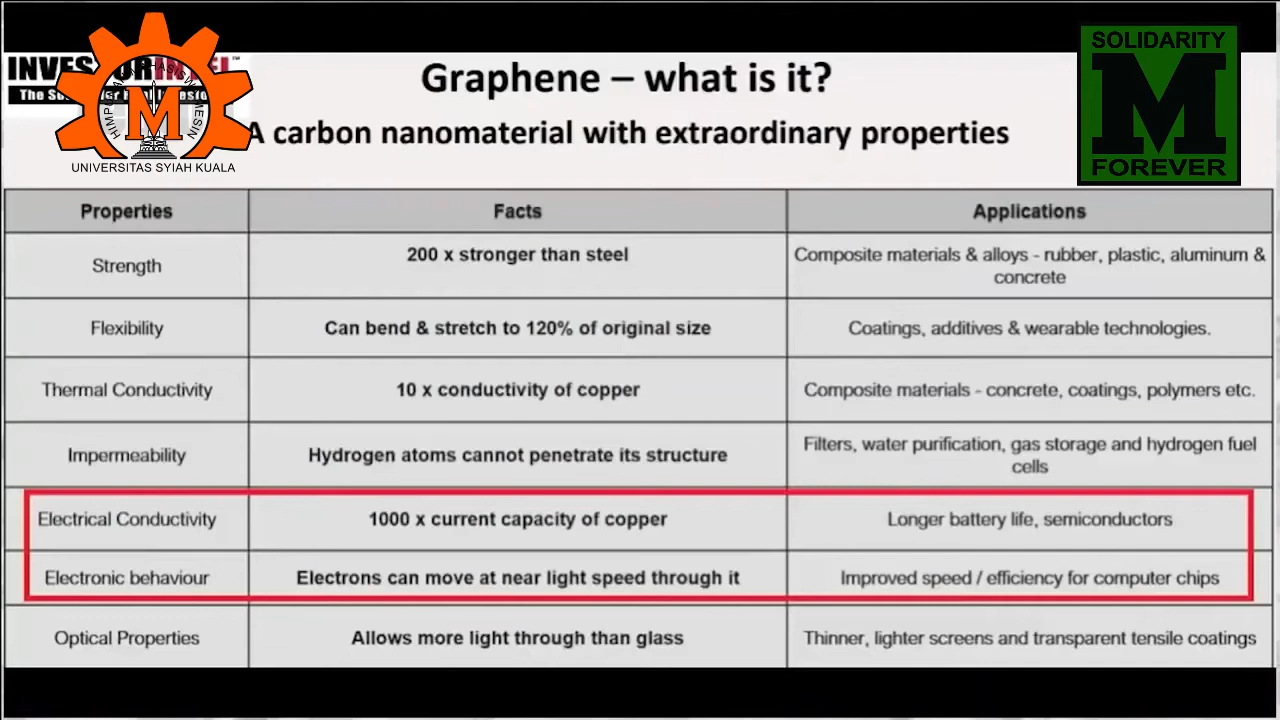 SOLIDARITY
M
FOREVER
Graphene – what is it?
A carbon nanomaterial with extraordinary properties
M
MESIN
UNIVERSITAS SYIAH KUALA
Properties Facts Applications
Strength 200 x stronger than steel Composite materials & alloys - rubber, plastic, aluminum & concrete
Flexibility Can bend & stretch to 120% of original size Coatings, additives & wearable technologies.
Thermal Conductivity 10 x conductivity of copper Composite materials - concrete, coatings, polymers etc.
Impermeability Hydrogen atoms cannot penetrate its structure Filters, water purification, gas storage and hydrogen fuel cells
Electrical Conductivity 1000 x current capacity of copper Longer battery life, semiconductors
Electronic behaviour Electrons can move at near light speed through it Improved speed / efficiency for computer chips
Optical Properties Allows more light through than glass Thinner, lighter screens and transparent tensile coatings